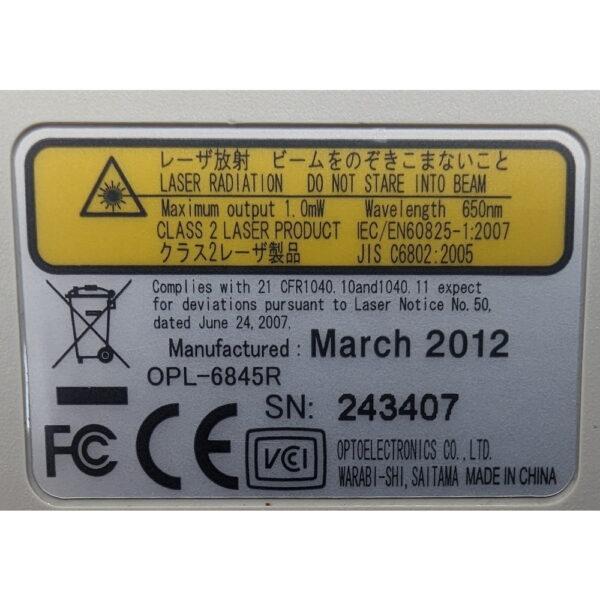 レーザ放射 ビームをのぞきこまないこと
LASER RADIATION DO NOT STARE INTO BEAM
Maximum output 1.0mW Wavelength 650nm
CLASS 2 LASER PRODUCT IEC/EN60825-1:2007
クラス2レーザ製品 JIS C6802:2005
Complies with 21 CFR1040.10and1040.11 expect
for deviations pursuant to Laser Notice No.50,
dated June 24,2007.
Manufactured : March 2012
OPL-6845R
SN: 243407
FC CE VCCI
OPTOELECTRONICS CO.,LTD.
WARABI-SHI, SAITAMA MADE IN CHINA